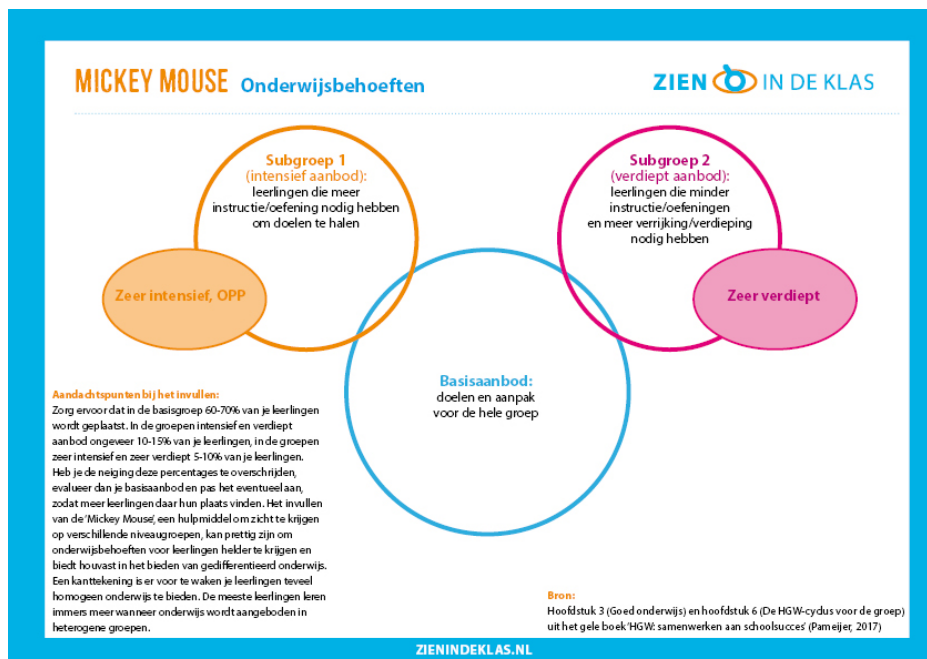 MICKEY MOUSE Onderwijsbehoeften
ZIEN IN DE KLAS
Subgroep 1
(intensief aanbod):
leerlingen die meer
instructie/oefening nodig hebben
om doelen te halen
Subgroep 2
(verdiept aanbod):
leerlingen die minder
instructie/oefeningen
en meer verrijking/verdieping
nodig hebben
Zeer intensief, OPP
Zeer verdiept
Basisaanbod:
doelen en aanpak
voor de hele groep
Aandachtspunten bij het invullen:
Zorg ervoor dat in de basisgroep 60-70% van je leerlingen
wordt geplaatst. In de groepen intensief en verdiept
aanbod ongeveer 10-15% van je leerlingen, in de groepen
zeer intensief en zeer verdiept 5-10% van je leerlingen.
Heb je de neiging deze percentages te overschrijden,
evalueer dan je basisaanbod en pas het eventueel aan,
zodat meer leerlingen daar hun plaats vinden. Het invullen
van de 'Mickey Mouse', een hulpmiddel om zicht te krijgen
op verschillende niveaugroepen, kan prettig zijn om
onderwijsbehoeften voor leerlingen helder te krijgen en
biedt houvast in het bieden van gedifferentieerd onderwijs.
Een kanttekening is er voor te waken je leerlingen teveel
homogeen onderwijs te bieden. De meeste leerlingen leren
immers meer wanneer onderwijs wordt aangeboden in
heterogene groepen.
Bron:
Hoofdstuk 3 (Goed onderwijs) en hoofdstuk 6 (De HGW-cyclus voor de groep)
uit het gele boek 'HGW: samenwerken aan schoolsucces' (Pameijer, 2017)
ZIENINDEKLAS.NL